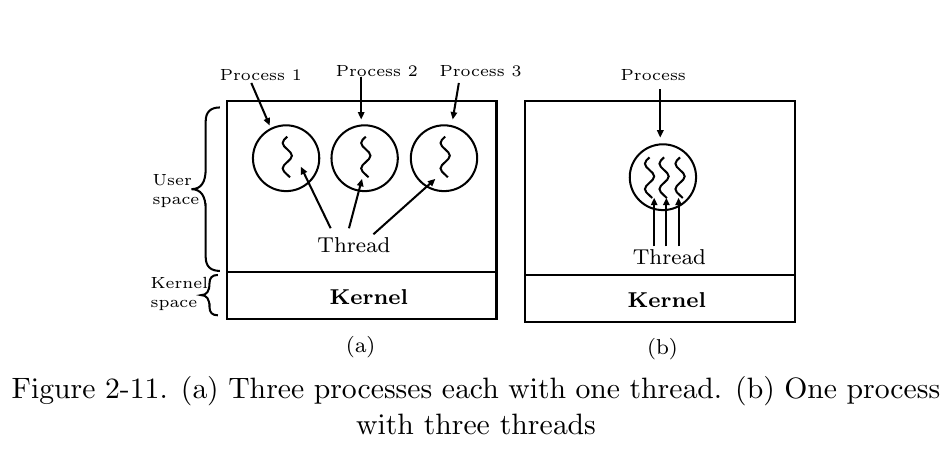 Process 1
Process 2
Process 3
Process
User
space
Thread
Thread
Kernel
space
Kernel
Kernel
(a)
(b)
Figure 2-11. (a) Three processes each with one thread. (b) One process
with three threads